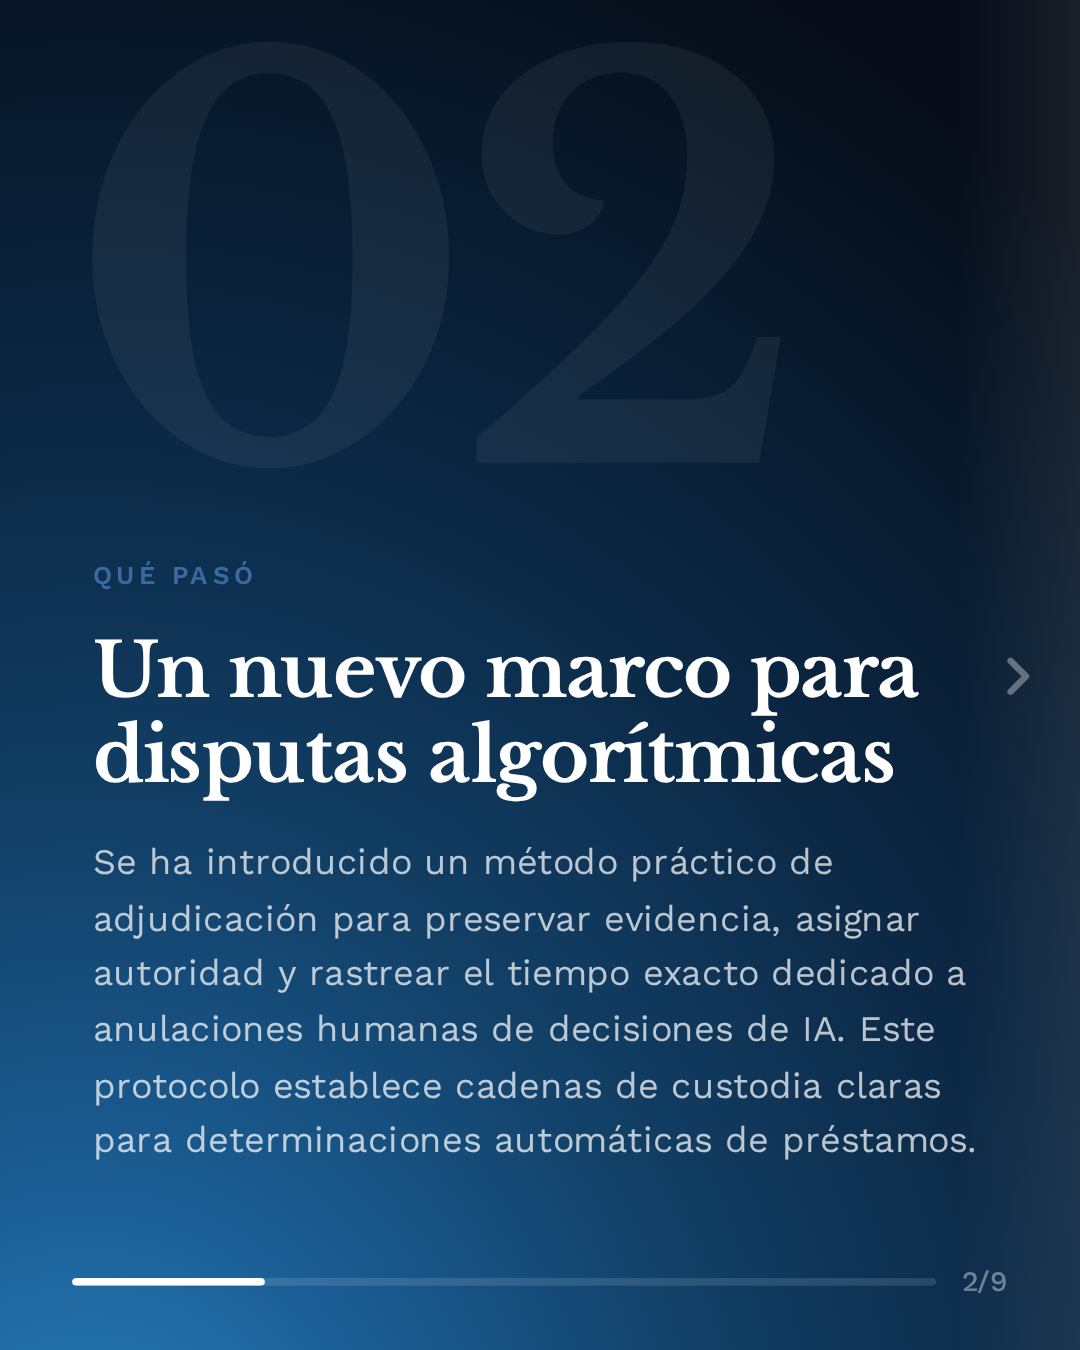 02
QUÉ PASÓ
Un nuevo marco para
disputas algorítmicas
Se ha introducido un método práctico de
adjudicación para preservar evidencia, asignar
autoridad y rastrear el tiempo exacto dedicado a
anulaciones humanas de decisiones de IA. Este
protocolo establece cadenas de custodia claras
para determinaciones automáticas de préstamos.
2/9